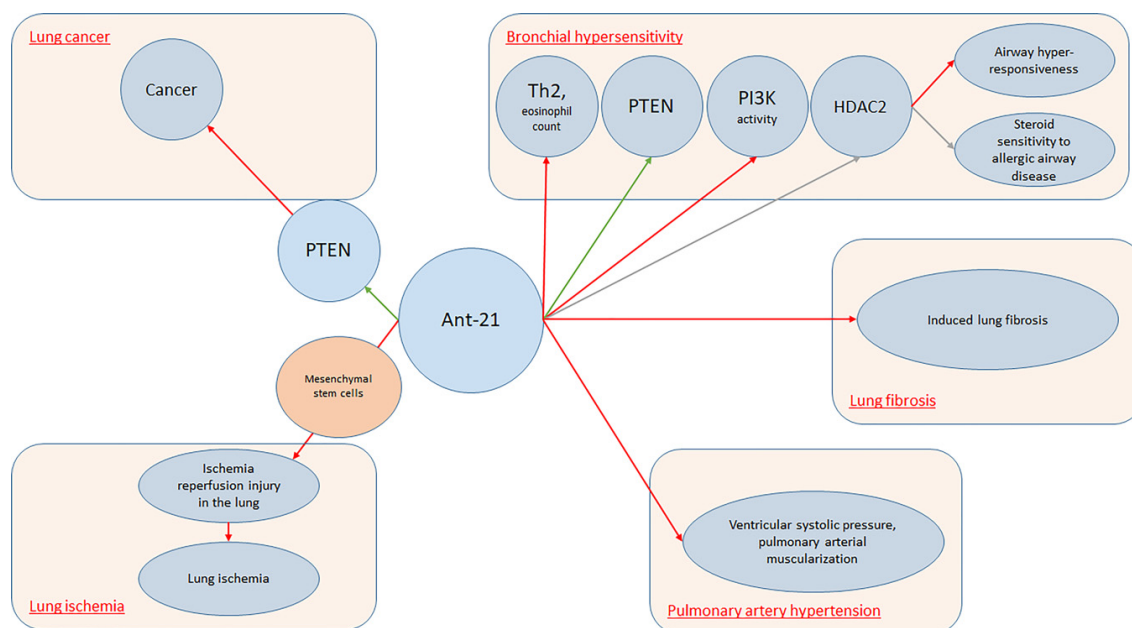 Lung cancer
Cancer
PTEN
Bronchial hypersensitivity
Th2,
eosinophil
count
PTEN
PI3K
activity
HDAC2
Airway hyper-
responsiveness
Steroid
sensitivity to
allergic airway
disease
Ant-21
Mesenchymal
stem cells
Induced lung fibrosis
Lung fibrosis
Ischemia
reperfusion injury
in the lung
Lung ischemia
Lung ischemia
Ventricular systolic pressure,
pulmonary arterial
muscularization
Pulmonary artery hypertension